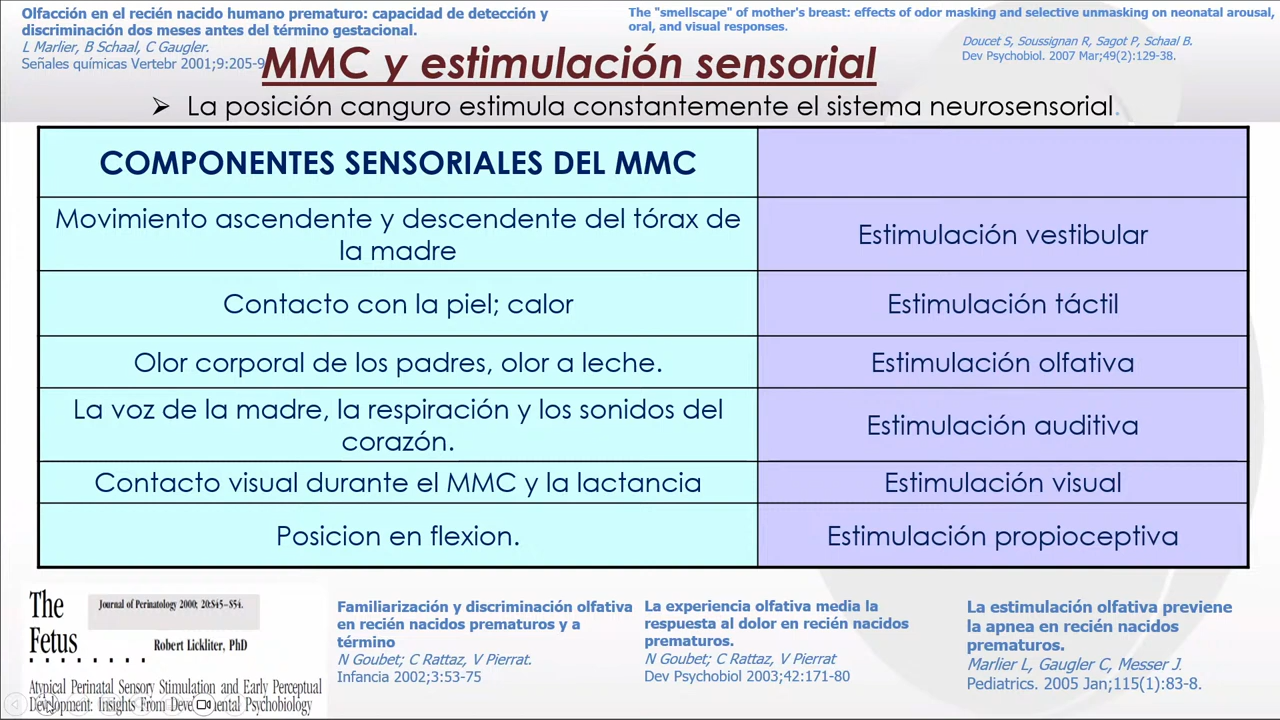 Olfacción en el recién nacido humano prematuro: capacidad de detección y
discriminación dos meses antes del término gestacional.
L Marlier, B Schaal, C Gaugler.
Señales químicas Vertebr 2001;9:205-9
The "smellscape" of mother's breast: effects of odor masking and selective unmasking on neonatal arousal,
oral, and visual responses.
Doucet S, Soussignan R, Sagot P, Schaal B.
Dev Psychobiol. 2007 Mar;49(2):129-38.
MMC y estimulación sensorial
➢ La posición canguro estimula constantemente el sistema neurosensorial.
COMPONENTES SENSORIALES DEL MMC
Movimiento ascendente y descendente del tórax de
la madre
Estimulación vestibular
Contacto con la piel; calor
Estimulación táctil
Olor corporal de los padres, olor a leche.
Estimulación olfativa
La voz de la madre, la respiración y los sonidos del
corazón.
Estimulación auditiva
Contacto visual durante el MMC y la lactancia
Estimulación visual
Posicion en flexion.
Estimulación propioceptiva
The
Fetus
Journal of Perinatology 2000; 20:S45–S54.
Robert Lickliter, PhD
Atypical Perinatal Sensory Stimulation and Early Perceptual
Development: Insights From Developmental Psychobiology
Familiarización y discriminación olfativa
en recién nacidos prematuros y a
término
N Goubet; C Rattaz, V Pierrat.
Infancia 2002;3:53-75
La experiencia olfativa media la
respuesta al dolor en recién nacidos
prematuros.
N Goubet; C Rattaz, V Pierrat
Dev Psychobiol 2003;42:171-80
La estimulación olfativa previene
la apnea en recién nacidos
prematuros.
Marlier L, Gaugler C, Messer J.
Pediatrics. 2005 Jan;115(1):83-8.